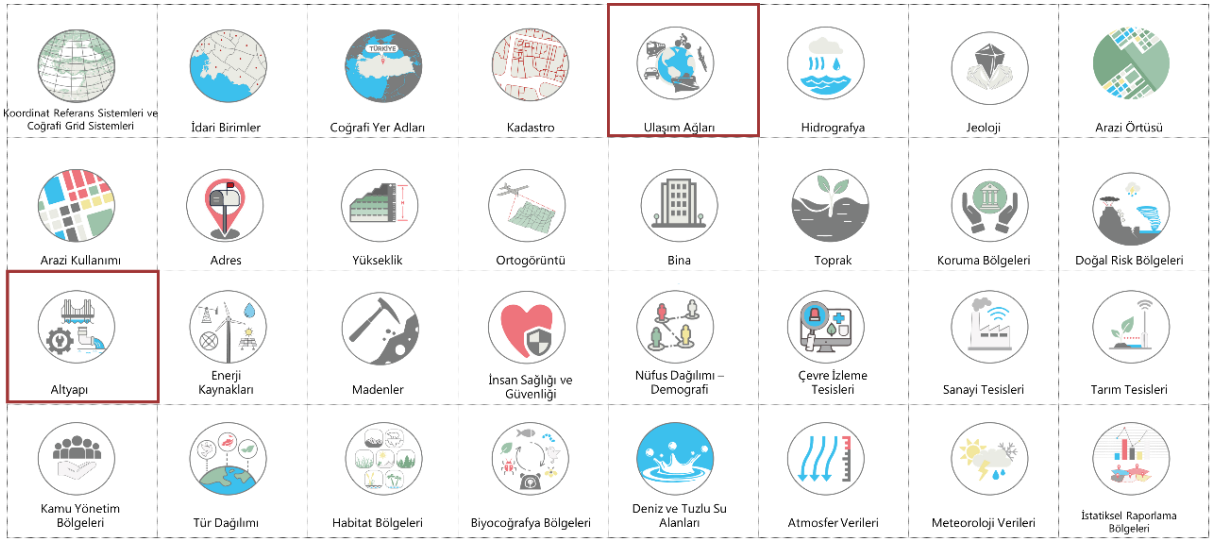 TÜRKİYE
Koordinat Referans Sistemleri ve
Coğrafi Grid Sistemleri
İdari Birimler
Coğrafi Yer Adları
Kadastro
Ulaşım Ağları
Hidrografya
Jeoloji
Arazi Örtüsü
Arazi Kullanımı
Adres
Yükseklik
Ortogörüntü
Bina
Toprak
Koruma Bölgeleri
Doğal Risk Bölgeleri
Altyapı
Enerji
Kaynakları
Madenler
İnsan Sağlığı ve
Güvenliği
Nüfus Dağılımı –
Demografi
Çevre İzleme
Tesisleri
Sanayi Tesisleri
Tarım Tesisleri
Kamu Yönetim
Bölgeleri
Tür Dağılımı
Habitat Bölgeleri
Biyocoğrafya Bölgeleri
Deniz ve Tuzlu Su
Alanları
Atmosfer Verileri
Meteoroloji Verileri
İstatiksel Raporlama
Bölgeleri